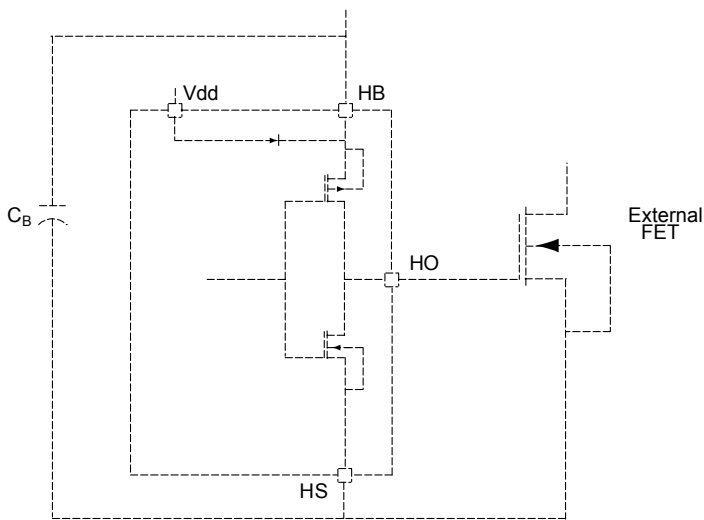 Vdd
HB
C_B
External
FET
HO
HS